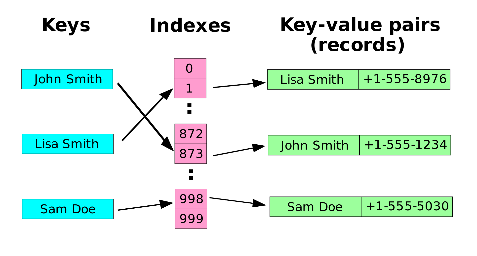 Keys
Indexes
Key-value pairs
(records)
John Smith
Lisa Smith
Sam Doe
0
1
:
872
873
:
998
999
Lisa Smith +1-555-8976
John Smith +1-555-1234
Sam Doe +1-555-5030